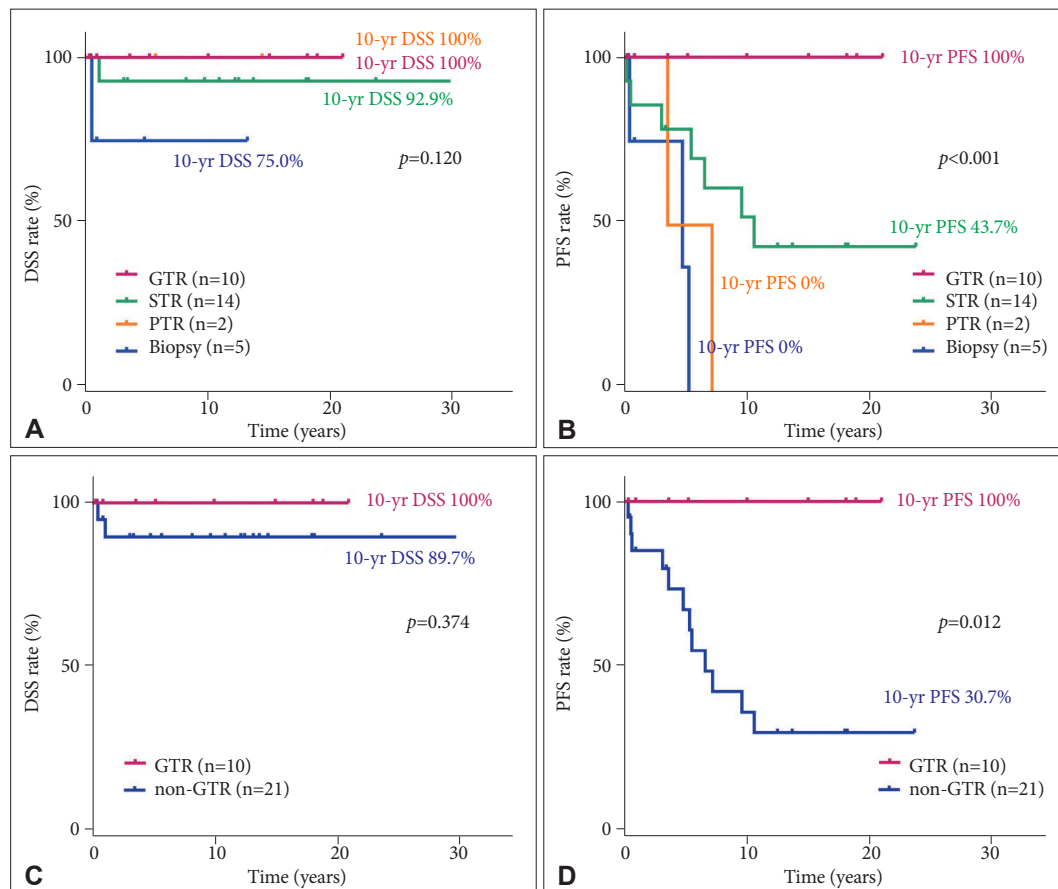 100
50
0
DSS rate (%)
10-yr DSS 100%
10-yr DSS 100%
10-yr DSS 92.9%
10-yr DSS 75.0%
p=0.120
GTR (n=10)
STR (n=14)
PTR (n=2)
Biopsy (n=5)
0 10 20 30
Time (years)
A
100
50
0
PFS rate (%)
10-yr PFS 100%
p<0.001
10-yr PFS 43.7%
10-yr PFS 0%
10-yr PFS 0%
GTR (n=10)
STR (n=14)
PTR (n=2)
Biopsy (n=5)
0 10 20 30
Time (years)
B
100
50
0
DSS rate (%)
10-yr DSS 100%
10-yr DSS 89.7%
p=0.374
GTR (n=10)
non-GTR (n=21)
0 10 20 30
Time (years)
C
100
50
0
PFS rate (%)
10-yr PFS 100%
p=0.012
10-yr PFS 30.7%
GTR (n=10)
non-GTR (n=21)
0 10 20 30
Time (years)
D